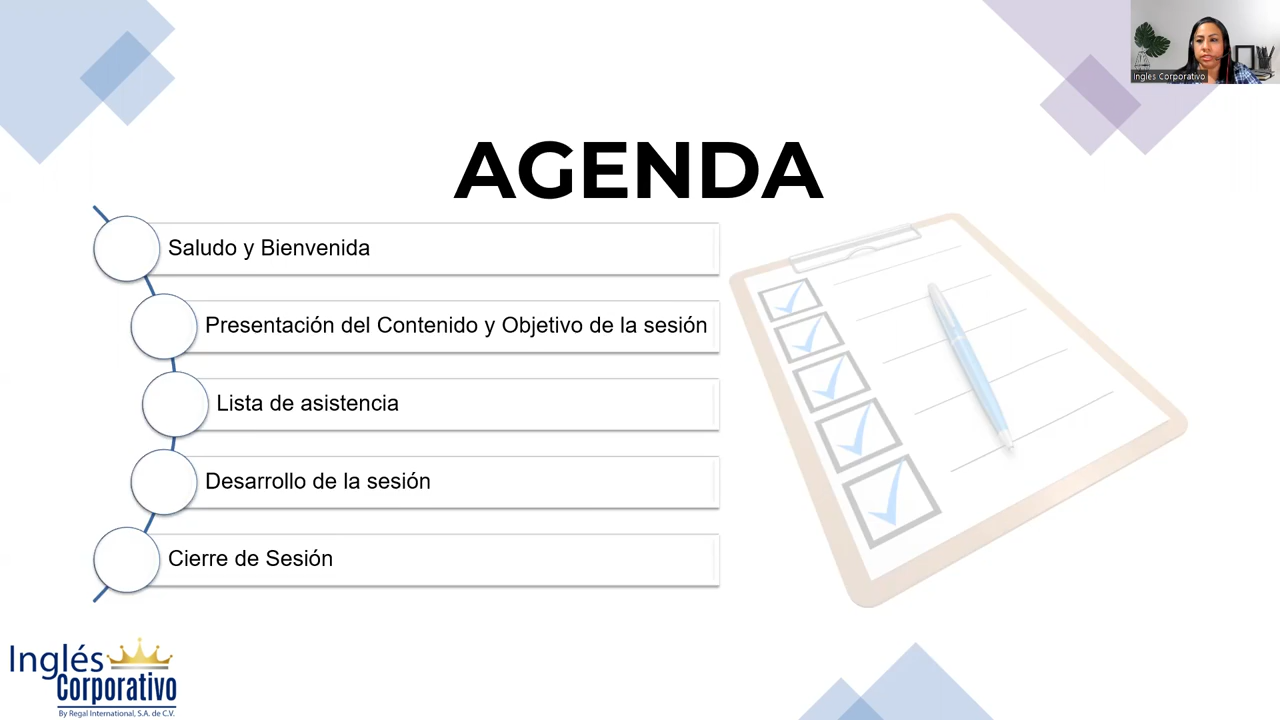 Ingles Corporativo
AGENDA
Saludo y Bienvenida
Presentación del Contenido y Objetivo de la sesión
Lista de asistencia
Desarrollo de la sesión
Cierre de Sesión
Inglés
Corporativo
By Regal International, S.A. de C.V.